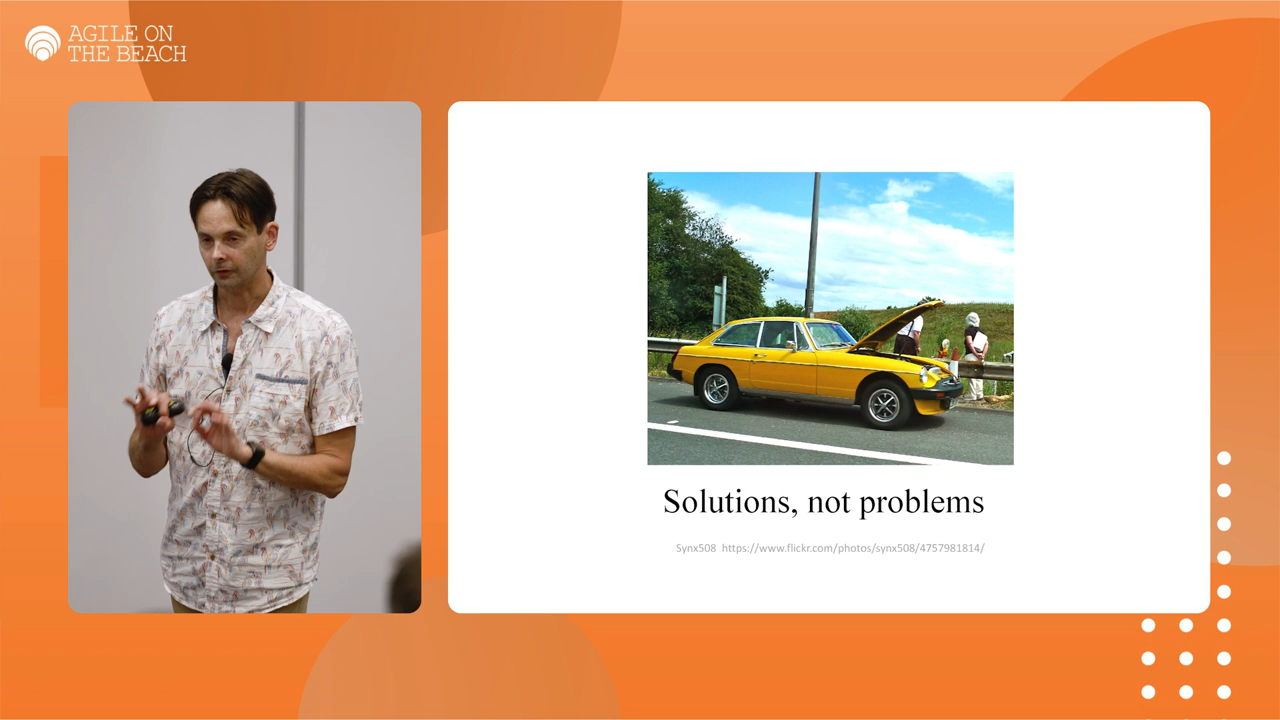 AGILE ON
THE BEACH
Solutions, not problems
Synx508 https://www.flickr.com/photos/synx508/4757981814/